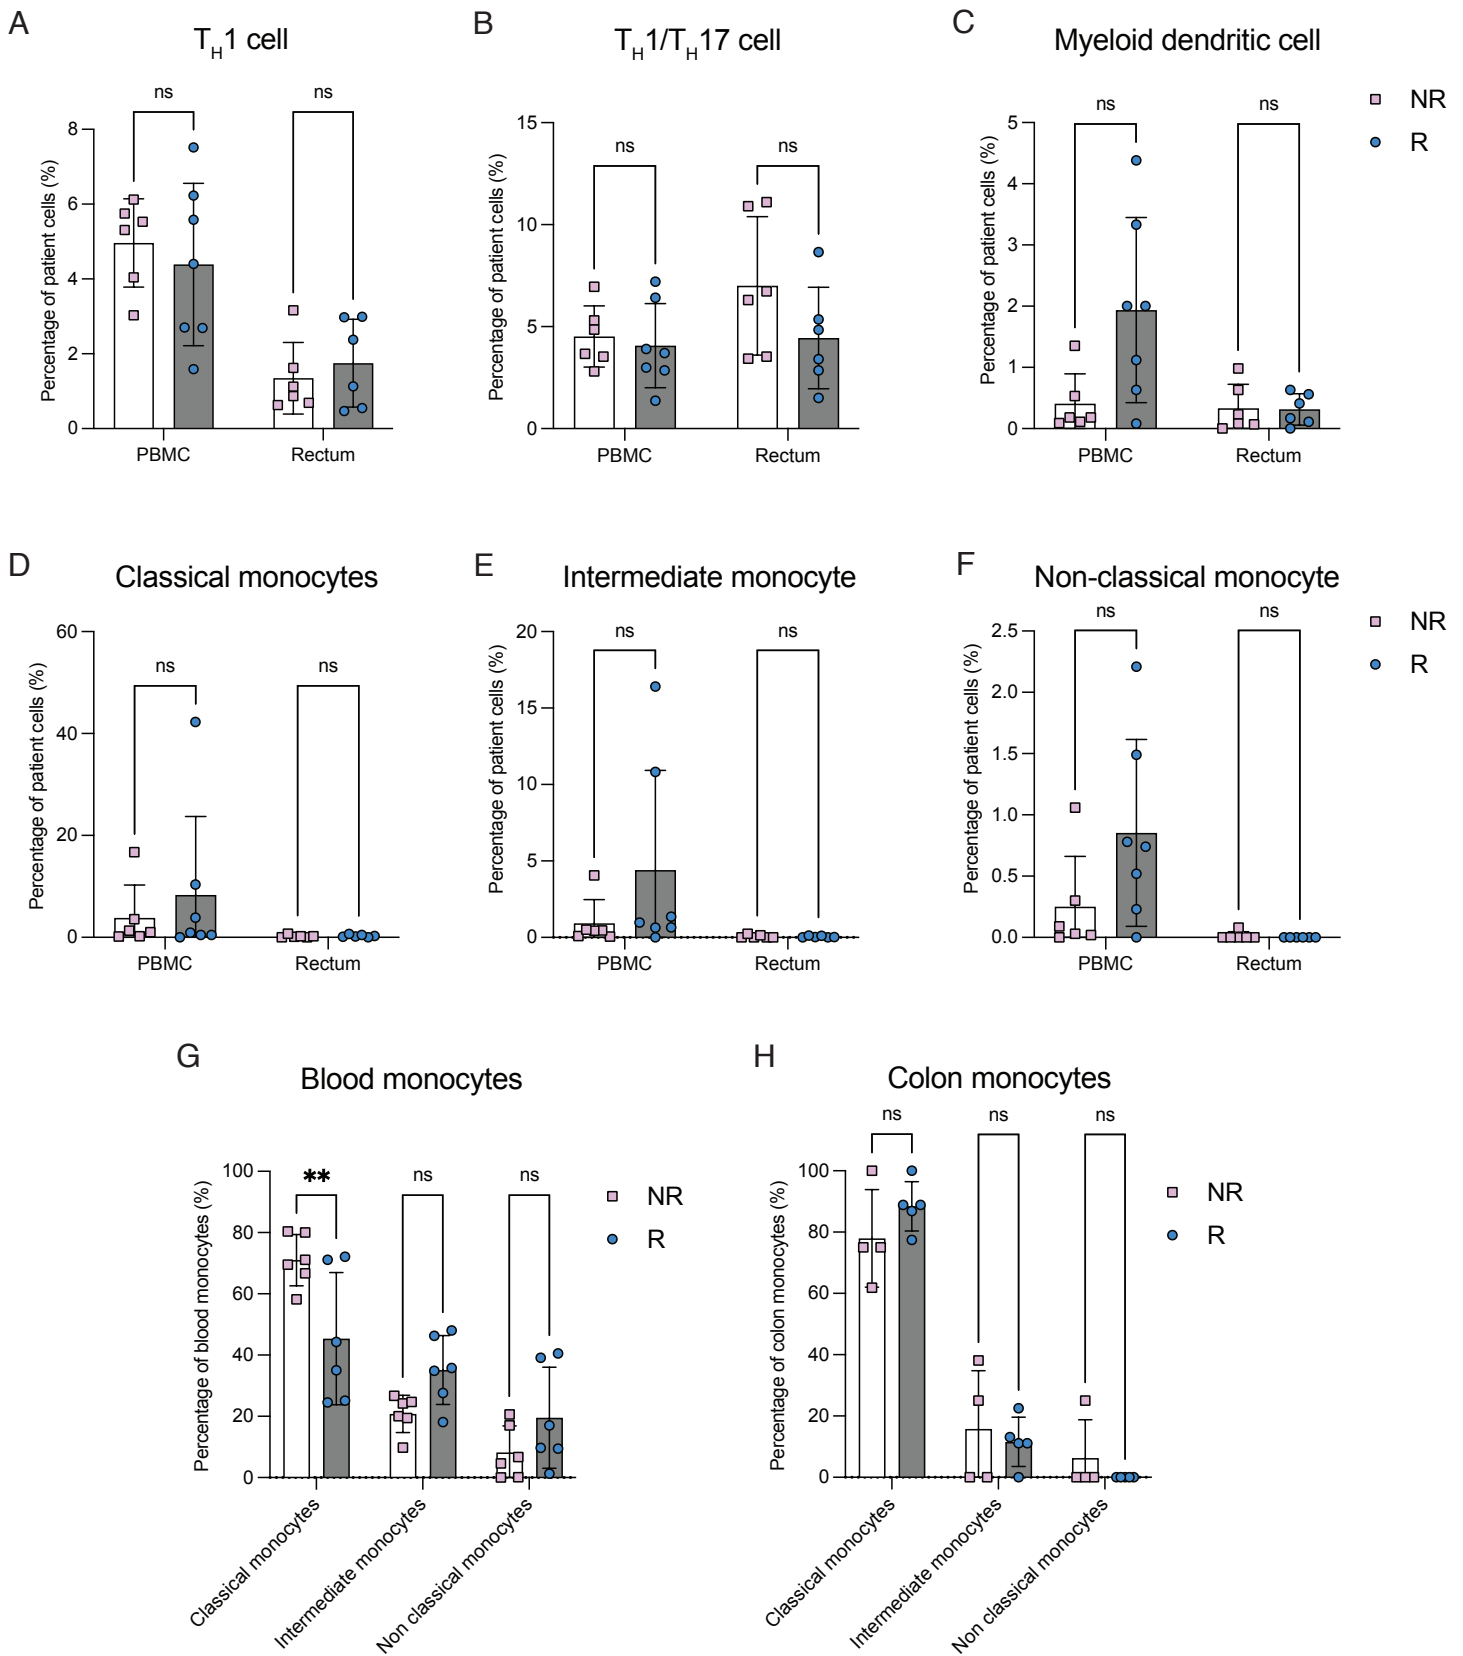 A
T_H1 cell
Percentage of patient cells (%)
8
6
4
2
0
ns
ns
PBMC
Rectum
B
T_H1/T_H17 cell
Percentage of patient cells (%)
15
10
5
0
ns
ns
PBMC
Rectum
C
Myeloid dendritic cell
Percentage of patient cells (%)
5
4
3
2
1
0
ns
ns
PBMC
Rectum
NR
R
D
Classical monocytes
Percentage of patient cells (%)
60
40
20
0
ns
ns
PBMC
Rectum
E
Intermediate monocyte
Percentage of patient cells (%)
20
15
10
5
0
ns
ns
PBMC
Rectum
F
Non-classical monocyte
Percentage of patient cells (%)
2.5
2.0
1.5
1.0
0.5
0.0
ns
ns
PBMC
Rectum
NR
R
G
Blood monocytes
Percentage of blood monocytes (%)
100
80
60
40
20
0
**
ns
ns
Classical monocytes
Intermediate monocytes
Non classical monocytes
NR
R
H
Colon monocytes
Percentage of colon monocytes (%)
100
80
60
40
20
0
ns
ns
ns
Classical monocytes
Intermediate monocytes
Non classical monocytes
NR
R